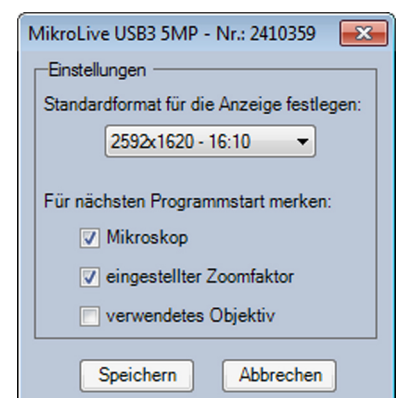 MikroLive USB3 5MP - Nr.: 2410359
Einstellungen
Standardformat für die Anzeige festlegen:
2592x1620 - 16:10
Für nächsten Programmstart merken:
Mikroskop
eingestellter Zoomfaktor
verwendetes Objektiv
Speichern Abbrechen